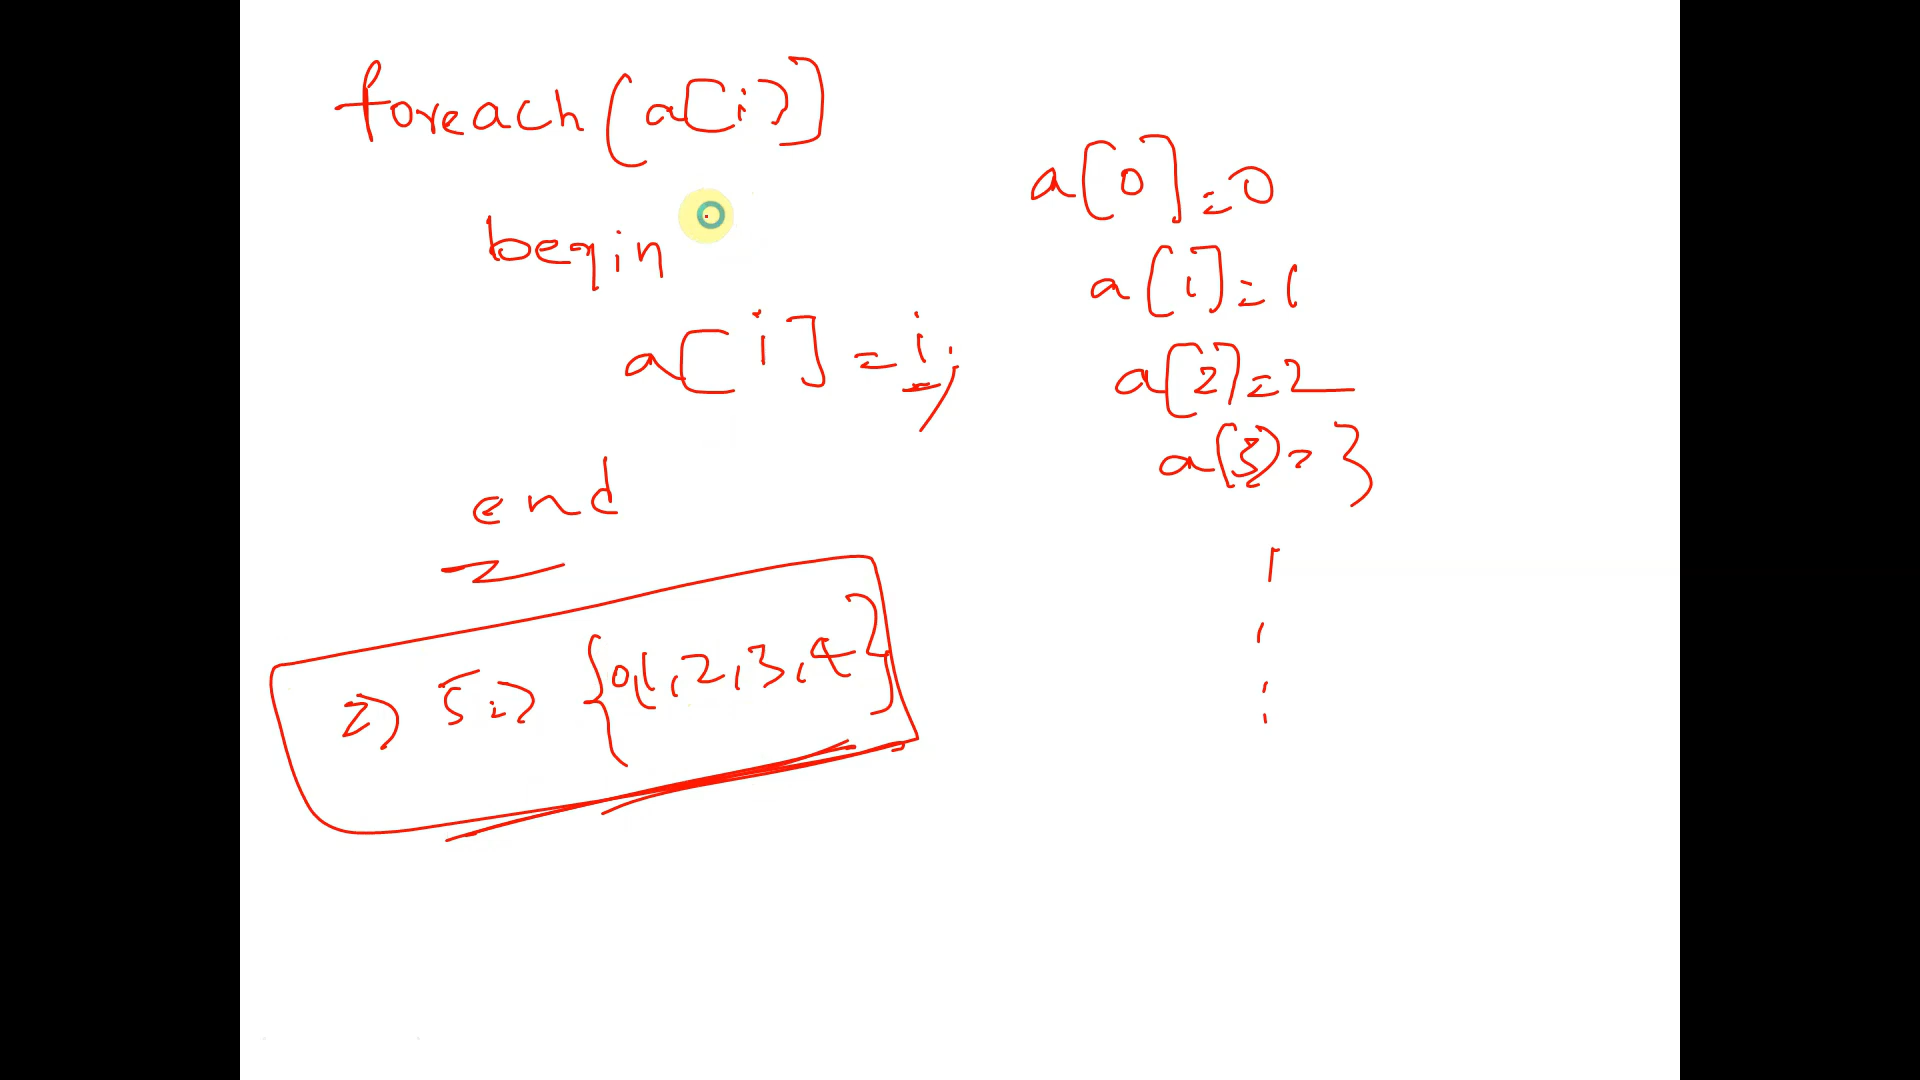 foreach(a[i])
begin
a[i]=i;
end
2) 5:) {0,1,2,3,4}
a[0]=0
a[1]=1
a[2]=2
a[3]=3